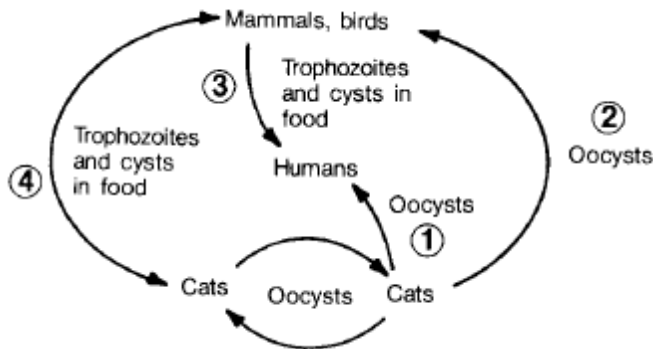 Mammals, birds
③
Trophozoites
and cysts in
food
②
Oocysts
④
Trophozoites
and cysts
in food
Humans
Oocysts
①
Cats
Oocysts
Cats